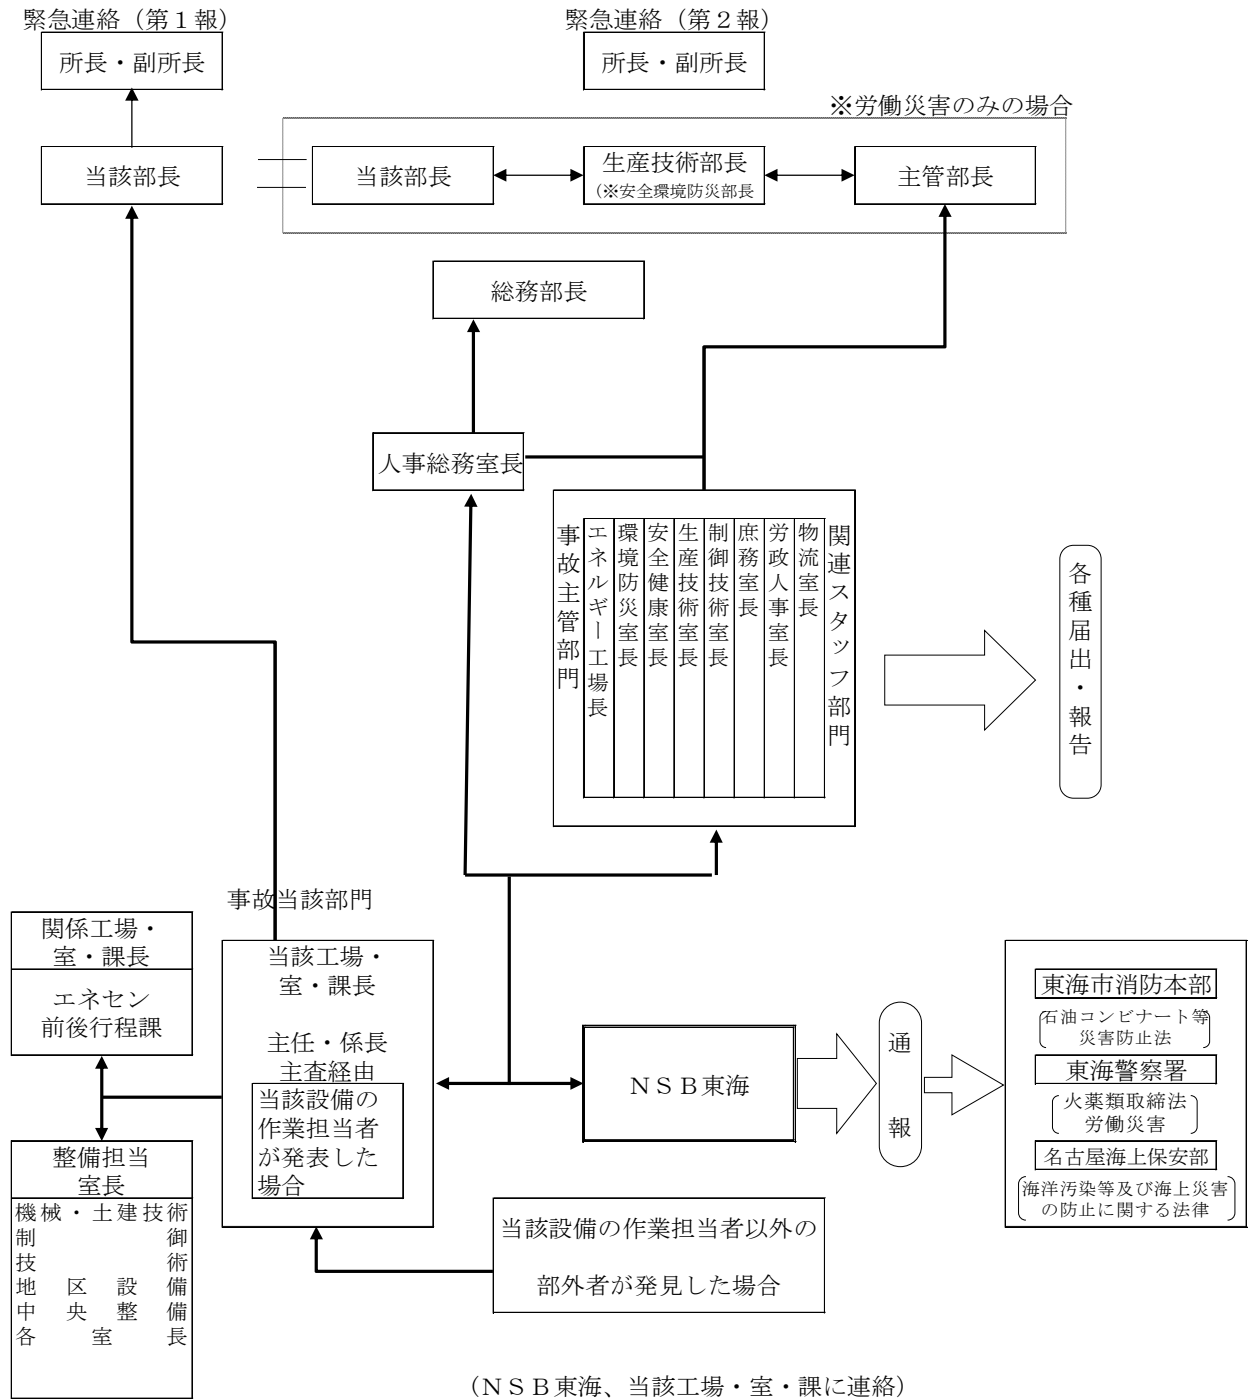 緊急連絡（第１報）
緊急連絡（第２報）
所長・副所長
所長・副所長
※労働災害のみの場合
当該部長
当該部長
生産技術部長
（※安全環境防災部長
主管部長
総務部長
人事総務室長
事故主管部門
エネルギー工場長
環境防災室長
安全健康室長
生産技術室長
制御技術室長
庶務室長
労政人事室長
物流室長
関連スタッフ部門
各種届出・報告
事故当該部門
関係工場・
室・課長
エネセン
前後行程課
当該工場・
室・課長
主任・係長
主査経由
当該設備の
作業担当者
が発表した
場合
ＮＳＢ東海
通報
東海市消防本部
石油コンビナート等
災害防止法
東海警察署
火薬類取締法
労働災害
名古屋海上保安部
海洋汚染等及び海上災害
の防止に関する法律
整備担当
室長
機械・土建技術
制御
技術
地区設備
中央整備
各室長
当該設備の作業担当者以外の
部外者が発見した場合
（ＮＳＢ東海、当該工場・室・課に連絡）